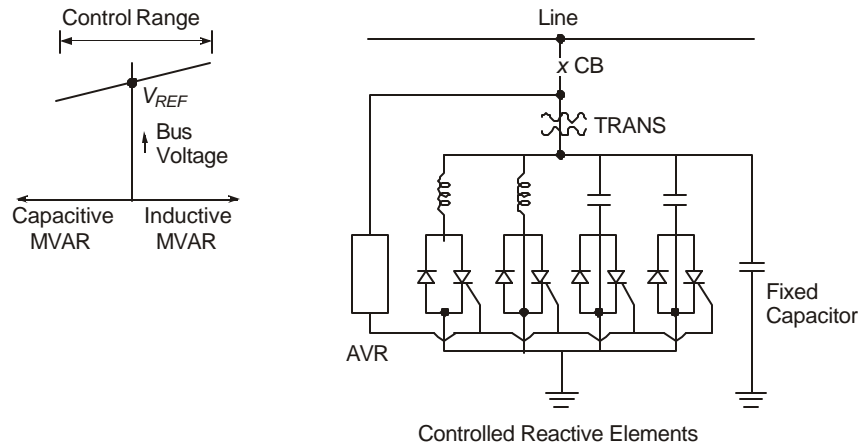 Control Range
V_REF
Bus
Voltage
Capacitive
MVAR
Inductive
MVAR
Line
x CB
TRANS
AVR
Fixed
Capacitor
Controlled Reactive Elements